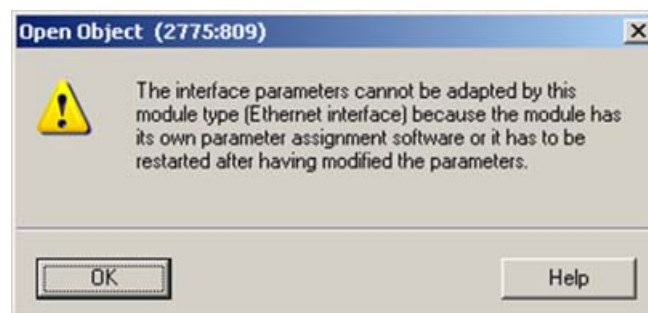 Open Object (2775:809)
The interface parameters cannot be adapted by this
module type (Ethernet interface) because the module has
its own parameter assignment software or it has to be
restarted after having modified the parameters.
OK
Help